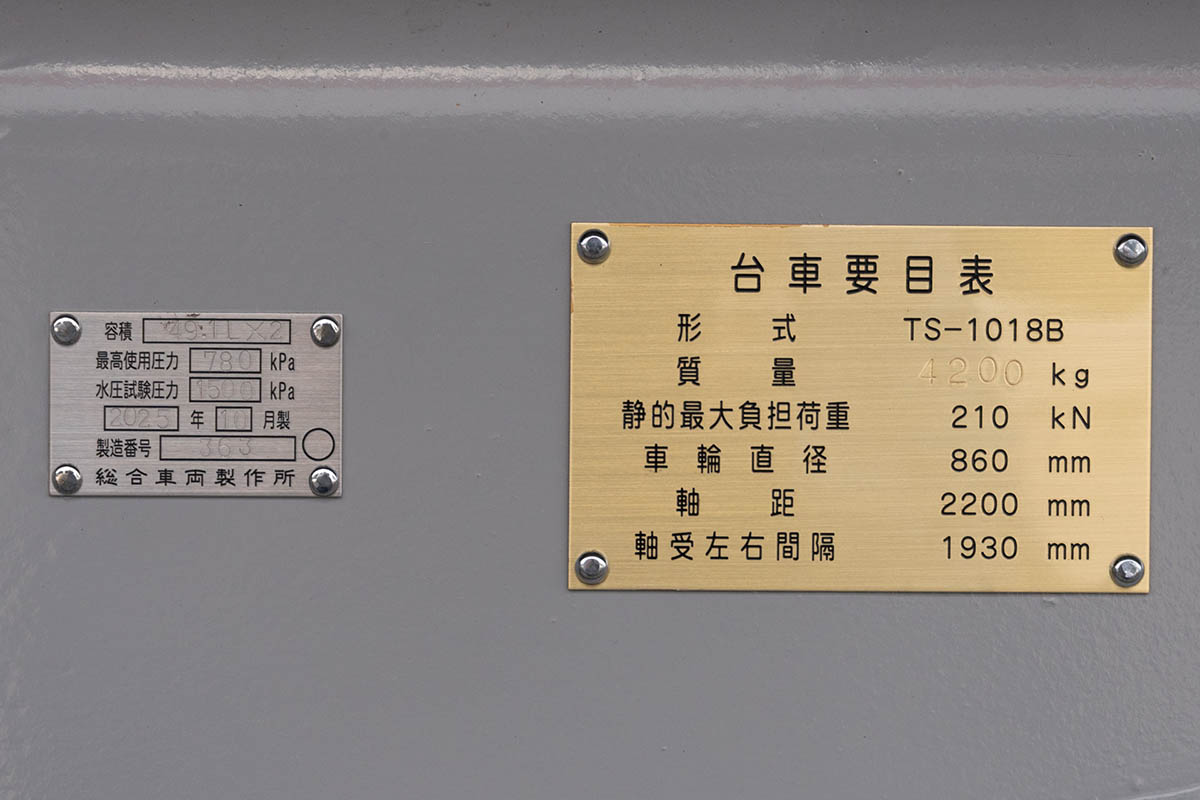 容積 49.1L×2
最高使用圧力 780 kPa
水圧試験圧力 1500 kPa
2025 年 10 月製
製造番号 363
総合車両製作所
台車要目表
形式 TS-1018B
質量 4200 kg
静的最大負担荷重 210 kN
車輪直径 860 mm
軸距 2200 mm
軸受左右間隔 1930 mm